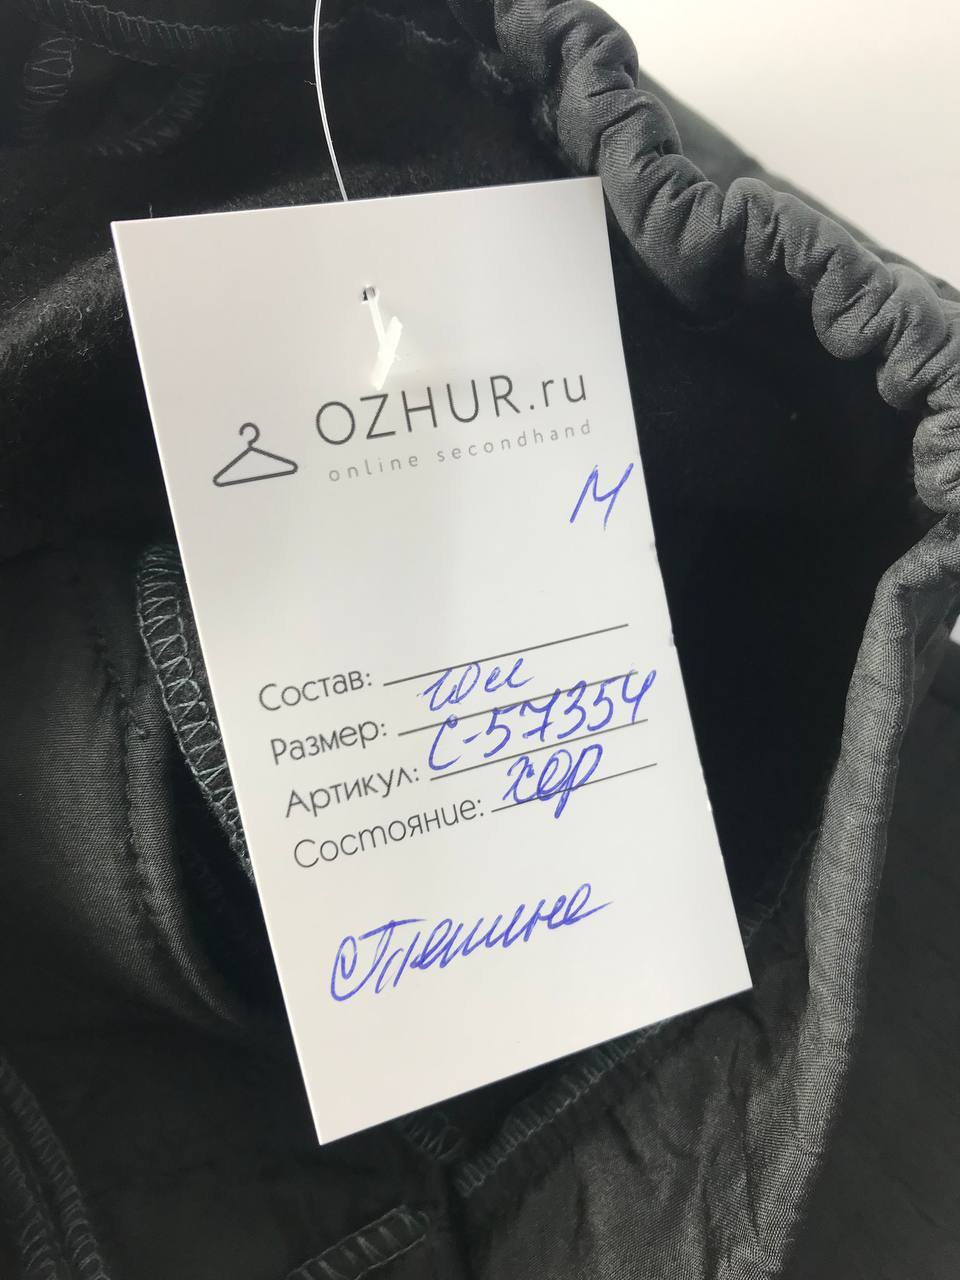 OZHUR.ru
online secondhand
М
Состав:
Размер:
Артикул: С-57354
Состояние: хор